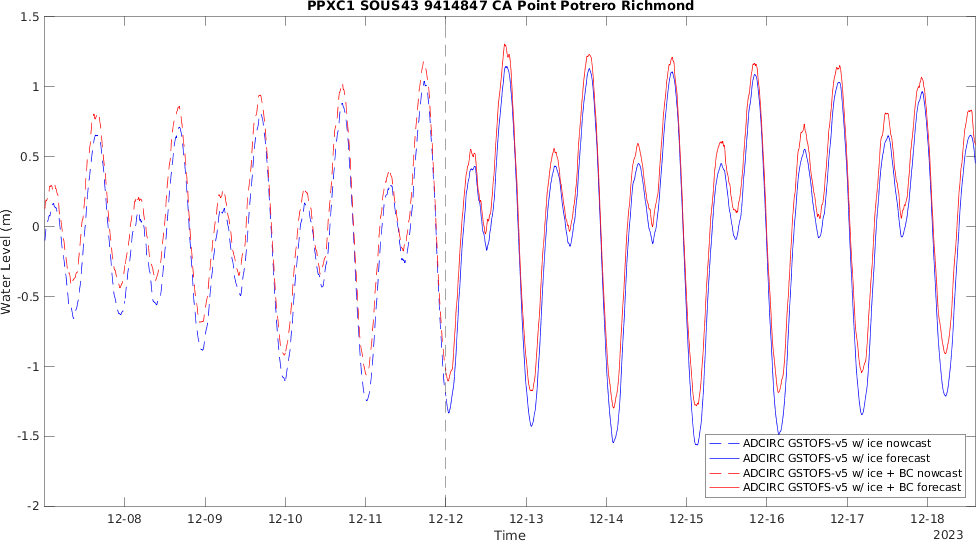 PPXC1 SOUS43 9414847 CA Point Potrero Richmond
1.5
1
0.5
0
-0.5
-1
-1.5
-2
Water Level (m)
12-08 12-09 12-10 12-11 12-12 12-13 12-14 12-15 12-16 12-17 12-18
Time
2023
ADCIRC GSTOFS-v5 w/ ice nowcast
ADCIRC GSTOFS-v5 w/ ice forecast
ADCIRC GSTOFS-v5 w/ ice + BC nowcast
ADCIRC GSTOFS-v5 w/ ice + BC forecast